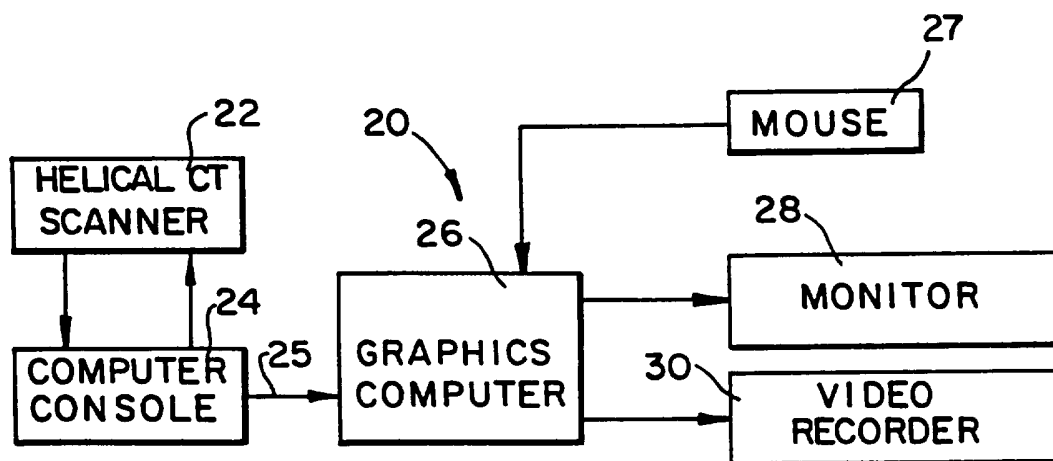 27
MOUSE
20
22
HELICAL CT
SCANNER
28
MONITOR
26
24
COMPUTER
CONSOLE
25
GRAPHICS
COMPUTER
30
VIDEO
RECORDER